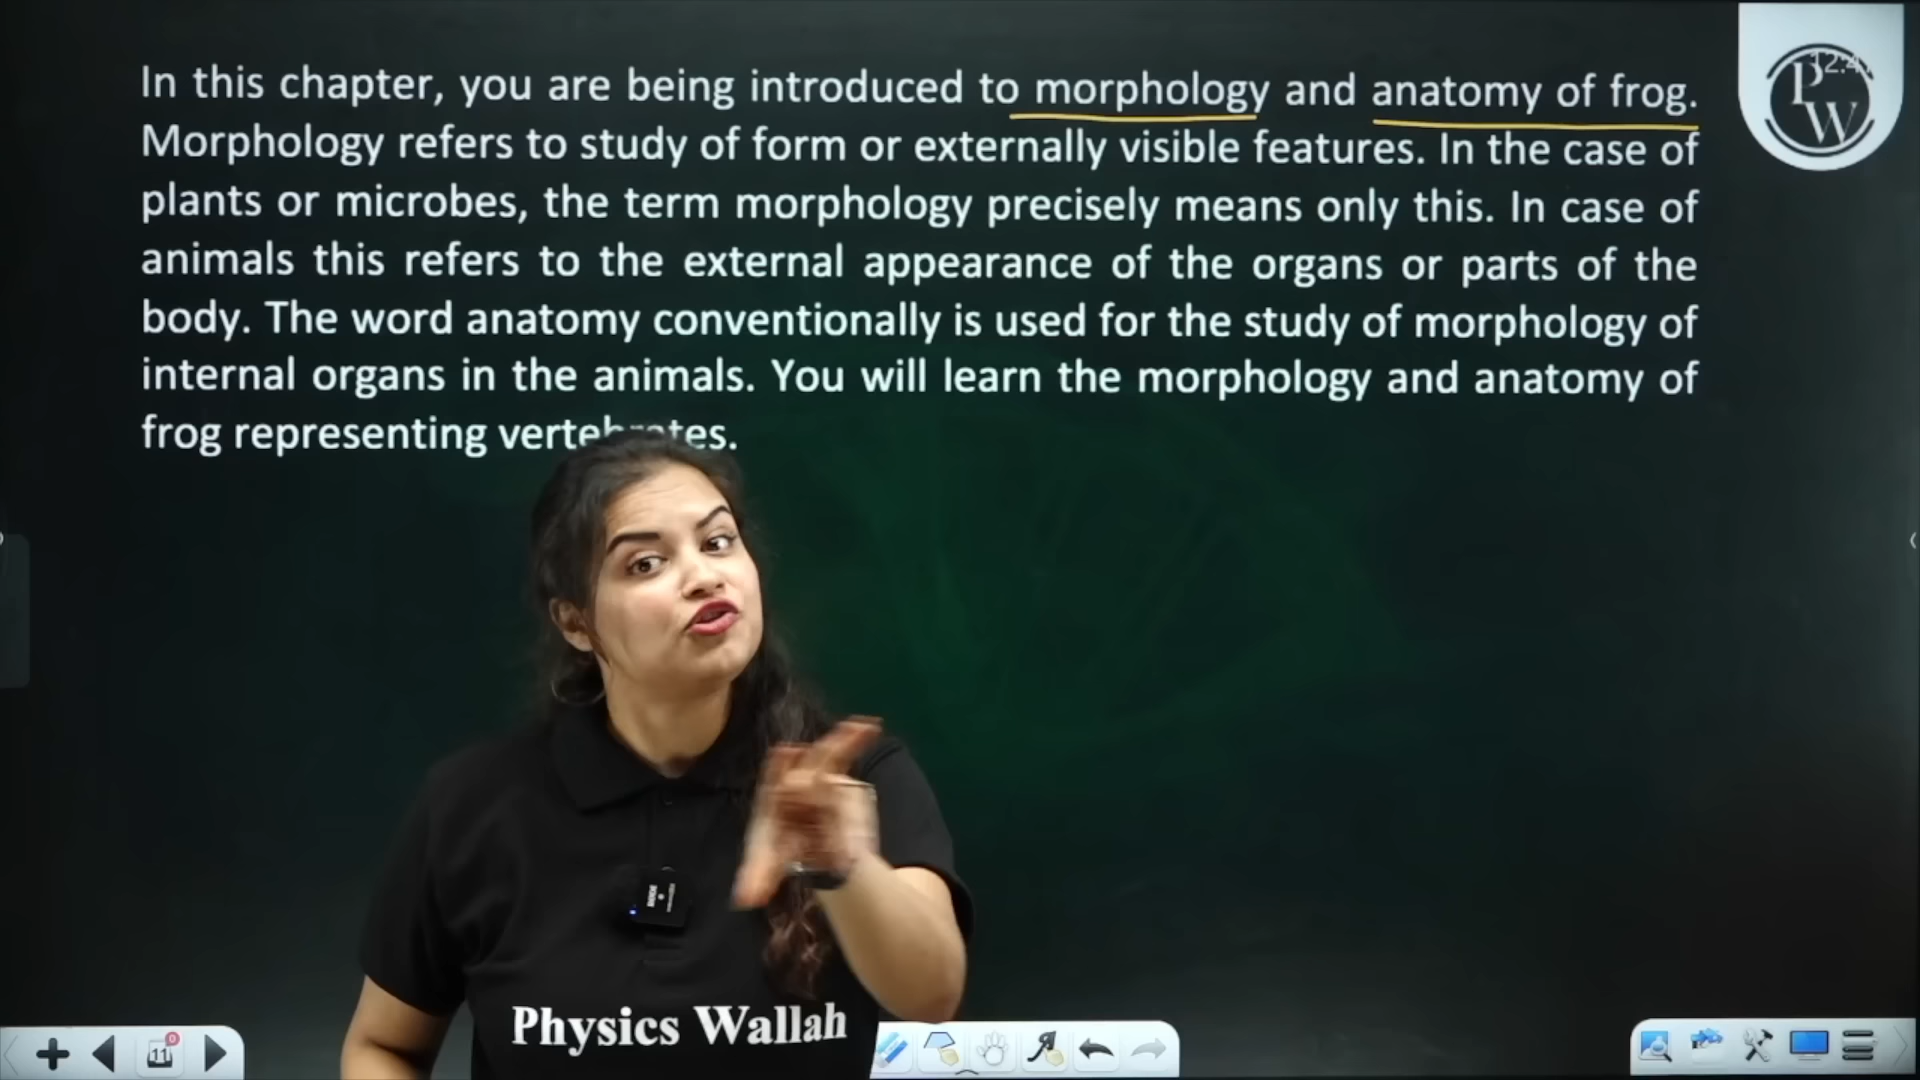 In this chapter, you are being introduced to morphology and anatomy of frog.
Morphology refers to study of form or externally visible features. In the case of
plants or microbes, the term morphology precisely means only this. In case of
animals this refers to the external appearance of the organs or parts of the
body. The word anatomy conventionally is used for the study of morphology of
internal organs in the animals. You will learn the morphology and anatomy of
frog representing vertebrates.
PW
Physics Wallah
11
0